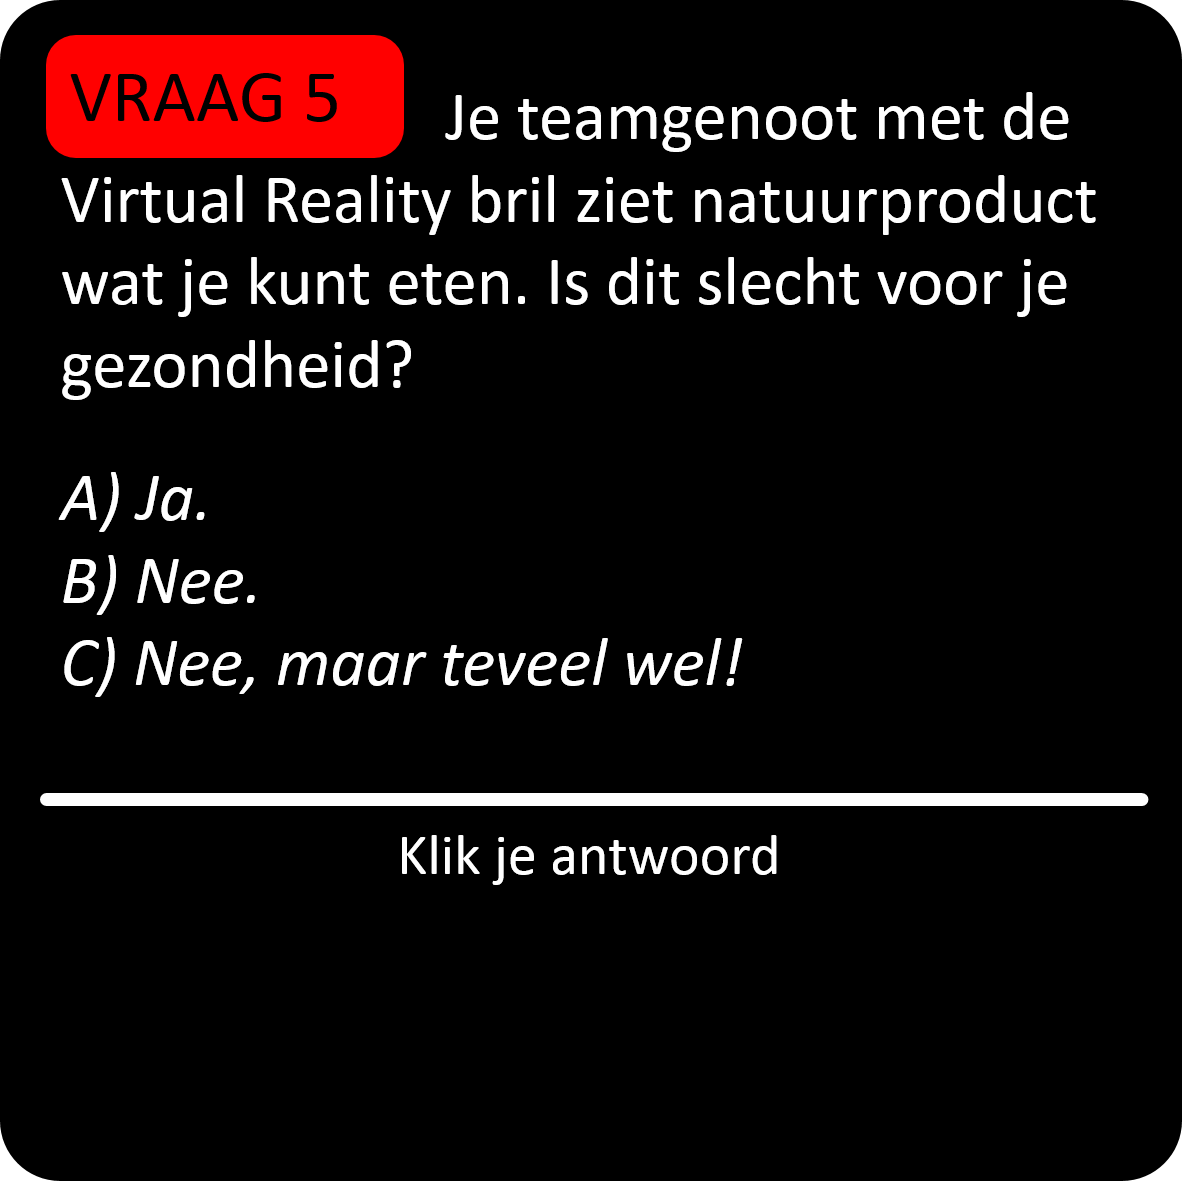 VRAAG 5
Je teamgenoot met de
Virtual Reality bril ziet natuurproduct
wat je kunt eten. Is dit slecht voor je
gezondheid?
A) Ja.
B) Nee.
C) Nee, maar teveel wel!
Klik je antwoord